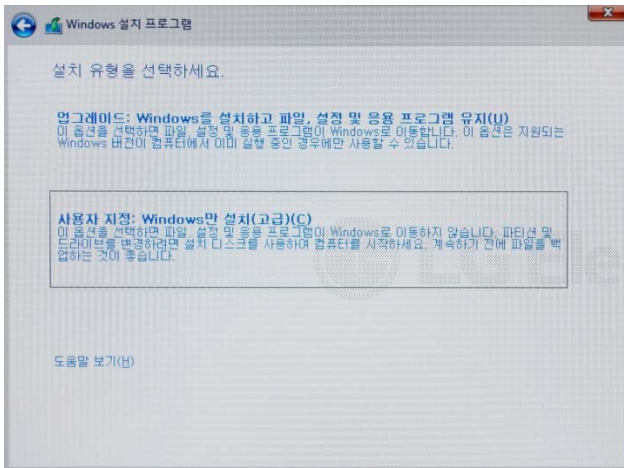 Windows 설치 프로그램
설치 유형을 선택하세요.
업그레이드: Windows를 설치하고 파일, 설정 및 응용 프로그램 유지(U)
이 옵션을 선택하면 파일, 설정 및 응용 프로그램이 Windows로 이동합니다. 이 옵션은 지원되는
Windows 버전이 컴퓨터에서 이미 실행 중인 경우에만 사용할 수 있습니다.
사용자 지정: Windows만 설치(고급)(C)
이 옵션을 선택하면 파일, 설정 및 응용 프로그램이 Windows로 이동하지 않습니다. 파티션 및
드라이브를 변경하려면 설치 디스크를 사용하여 컴퓨터를 시작하세요. 계속하기 전에 파일을 백
업하는 것이 좋습니다.
도움말 보기(H)